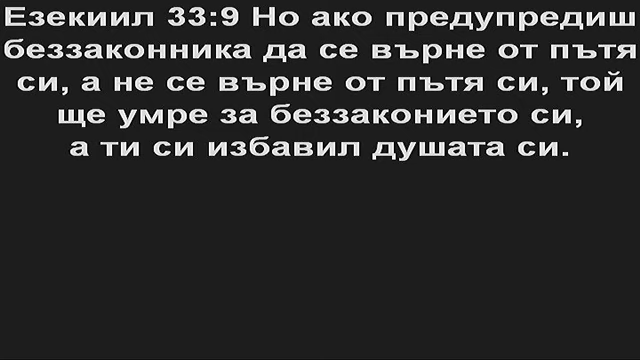 Езекиил 33:9 Но ако предупредиш
беззаконника да се върне от пътя
си, а не се върне от пътя си, той
ще умре за беззаконието си,
а ти си избавил душата си.